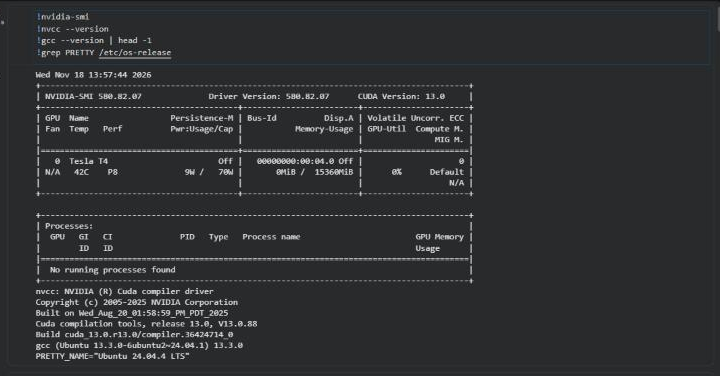 !nvidia-smi
!nvcc --version
!gcc --version | head -1
!grep PRETTY /etc/os-release
Wed Nov 18 13:57:44 2026
+-----------------------------------------------------------------------------------------+
| NVIDIA-SMI 580.82.07              Driver Version: 580.82.07      CUDA Version: 13.0     |
+-----------------------------------------+------------------------+----------------------+
| GPU  Name                 Persistence-M | Bus-Id          Disp.A | Volatile Uncorr. ECC |
| Fan  Temp   Perf          Pwr:Usage/Cap |           Memory-Usage | GPU-Util  Compute M. |
|                                         |                        |               MIG M. |
|=========================================+========================+======================|
|   0  Tesla T4                       Off |   00000000:00:04.0 Off |                    0 |
| N/A   42C    P8              9W /   70W |       0MiB /  15360MiB |      0%      Default |
|                                         |                        |                  N/A |
+-----------------------------------------+------------------------+----------------------+
+-----------------------------------------------------------------------------------------+
| Processes:                                                                              |
|  GPU   GI   CI              PID   Type   Process name                        GPU Memory |
|        ID   ID                                                               Usage      |
|=========================================================================================|
|  No running processes found                                                             |
+-----------------------------------------------------------------------------------------+
nvcc: NVIDIA (R) Cuda compiler driver
Copyright (c) 2005-2025 NVIDIA Corporation
Built on Wed_Aug_20_01:58:59_PM_PDT_2025
Cuda compilation tools, release 13.0, V13.0.88
Build cuda_13.0.r13.0/compiler.36424714_0
gcc (Ubuntu 13.3.0-6ubuntu2~24.04.1) 13.3.0
PRETTY_NAME="Ubuntu 24.04.4 LTS"